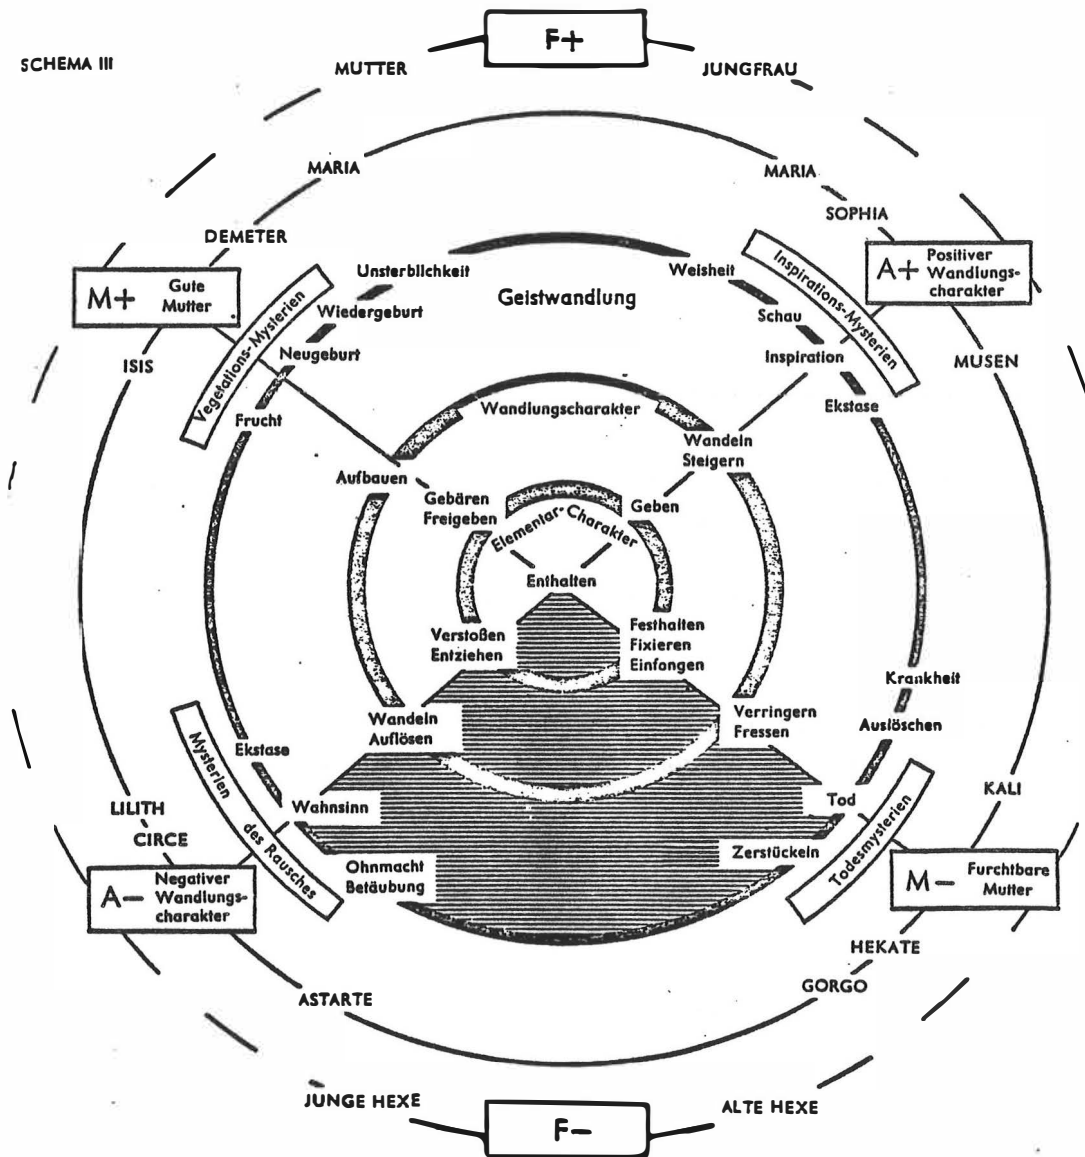 SCHEMA III
F+
MUTTER
JUNGFRAU
MARIA
MARIA
SOPHIA
DEMETER
M+ Gute
Mutter
A+ Positiver
Wandlungs-
charakter
Vegetations-Mysterien
Inspirations-Mysterien
Unsterblichkeit
Weisheit
Geistwandlung
Wiedergeburt
Schau
Neugeburt
Inspiration
ISIS
MUSEN
Frucht
Ekstase
Wandlungscharakter
Wandeln
Steigern
Aufbauen
Gebären
Freigeben
Geben
Elementar-Charakter
Enthalten
Verstoßen
Entziehen
Festhalten
Fixieren
Einfongen
Krankheit
Wandeln
Auflösen
Verringern
Fressen
Auslöschen
Ekstase
Mysterien
des Rausches
Wahnsinn
Tod
KALI
LILITH
CIRCE
Ohnmacht
Betäubung
Zerstückeln
Todesmysterien
A− Negativer
Wandlungs-
charakter
M− Furchtbare
Mutter
HEKATE
GORGO
ASTARTE
JUNGE HEXE
ALTE HEXE
F−